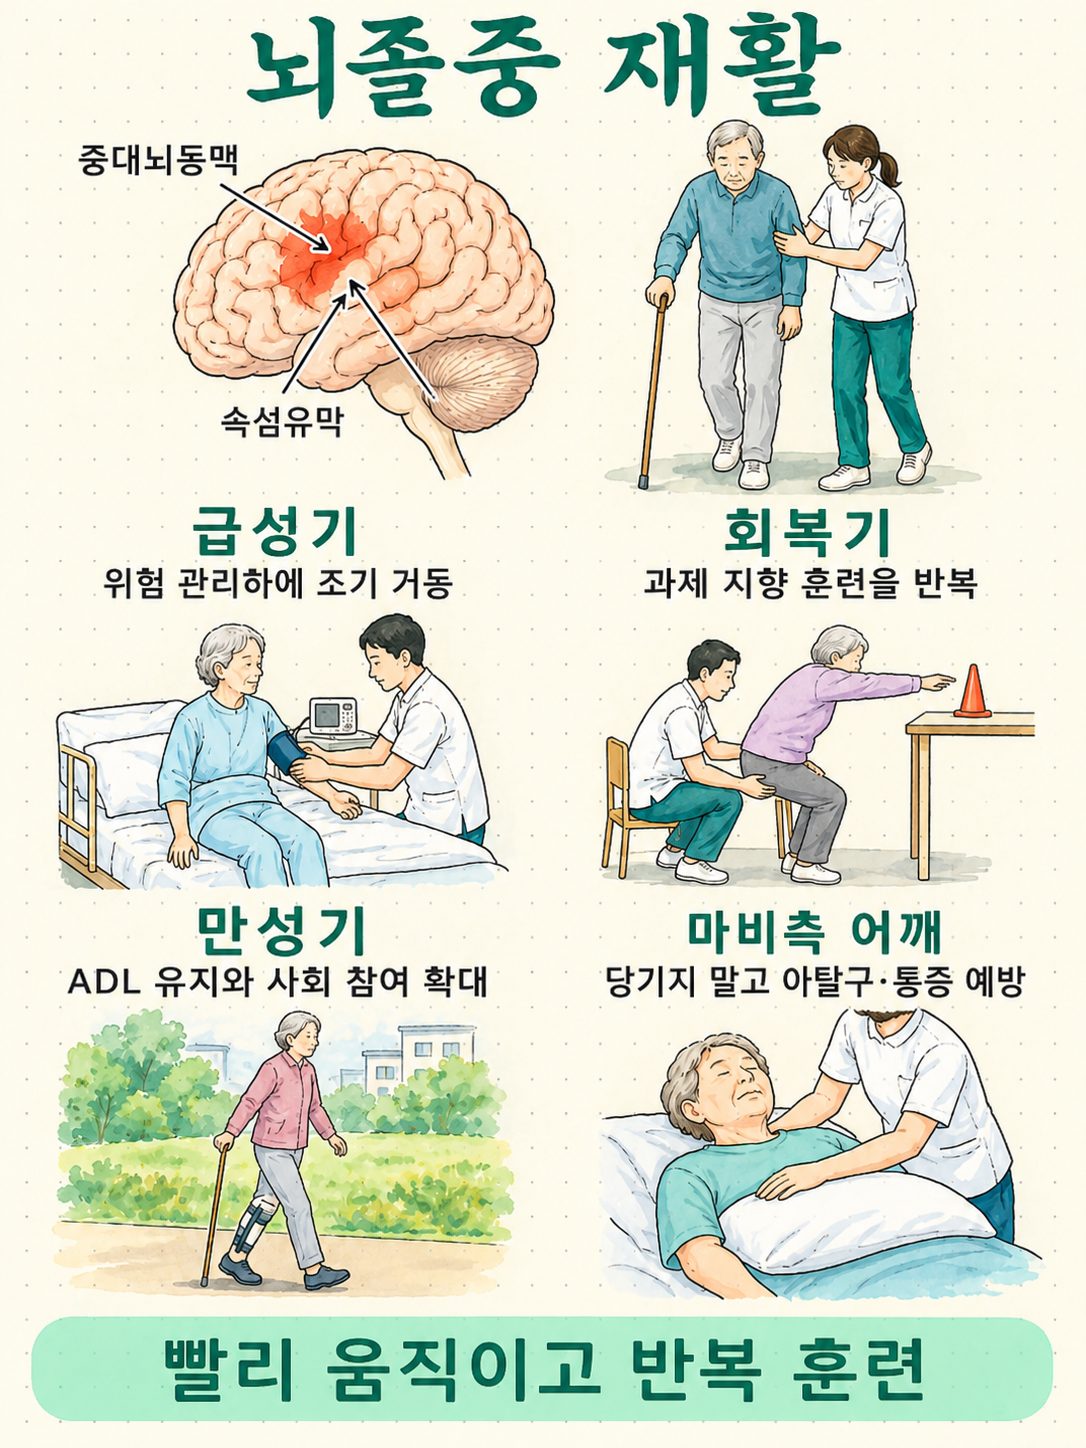 뇌졸중 재활
중대뇌동맥
속섬유막
급성기
위험 관리하에 조기 거동
회복기
과제 지향 훈련을 반복
만성기
ADL 유지와 사회 참여 확대
마비측 어깨
당기지 말고 아탈구·통증 예방
빨리 움직이고 반복 훈련